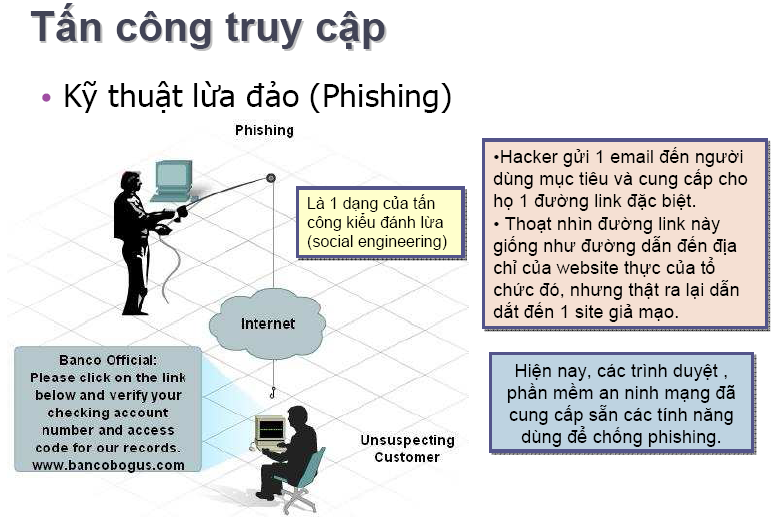 Tấn công truy cập
• Kỹ thuật lừa đảo (Phishing)
Phishing
Là 1 dạng của tấn
công kiểu đánh lừa
(social engineering)
•Hacker gửi 1 email đến người
dùng mục tiêu và cung cấp cho
họ 1 đường link đặc biệt.
• Thoạt nhìn đường link này
giống như đường dẫn đến địa
chỉ của website thực của tổ
chức đó, nhưng thật ra lại dẫn
dắt đến 1 site giả mạo.
Internet
Banco Official:
Please click on the link
below and verify your
checking account
number and access
code for our records.
www.bancobogus.com
Unsuspecting
Customer
Hiện nay, các trình duyệt ,
phần mềm an ninh mạng đã
cung cấp sẵn các tính năng
dùng để chống phishing.